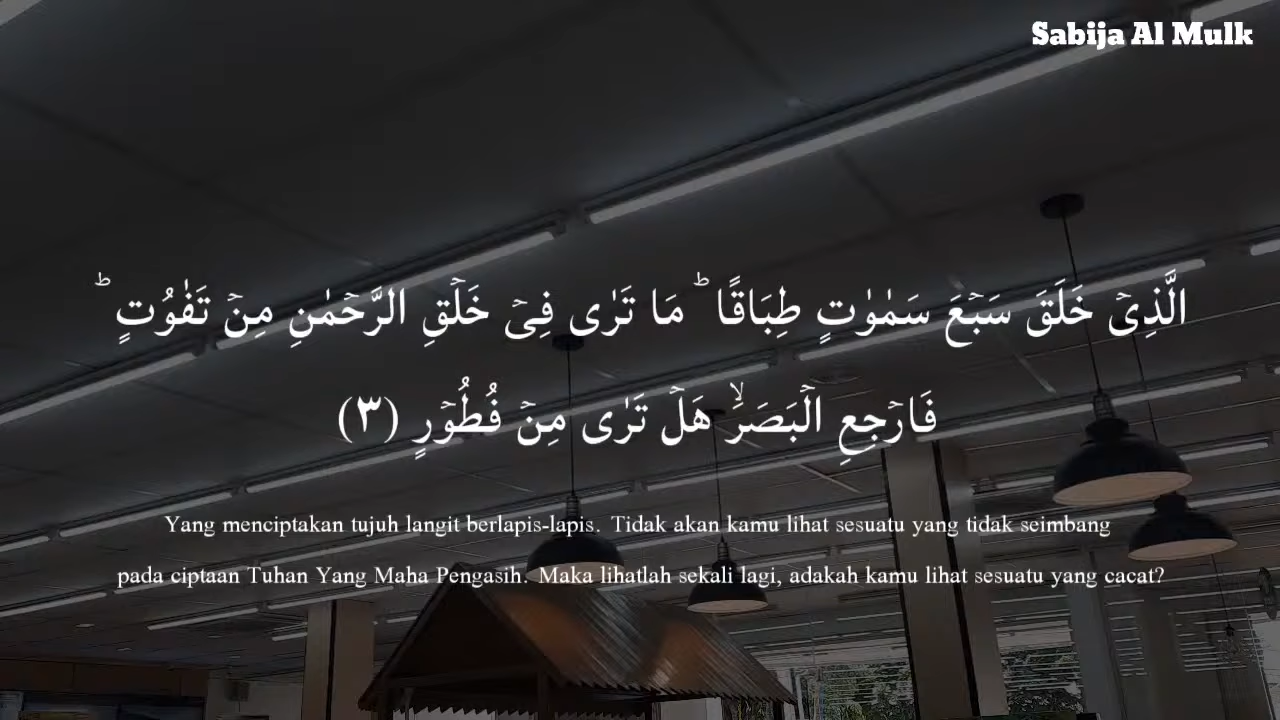 Sabija Al Mulk
الَّذِيْ خَلَقَ سَبْعَ سَمٰوٰتٍ طِبَاقًاۗ مَا تَرٰى فِيْ خَلْقِ الرَّحْمٰنِ مِنْ تَفٰوُتٍۗ
فَارْجِعِ الْبَصَرَۙ هَلْ تَرٰى مِنْ فُطُوْرٍ (٣)
Yang menciptakan tujuh langit berlapis-lapis. Tidak akan kamu lihat sesuatu yang tidak seimbang
pada ciptaan Tuhan Yang Maha Pengasih. Maka lihatlah sekali lagi, adakah kamu lihat sesuatu yang cacat?